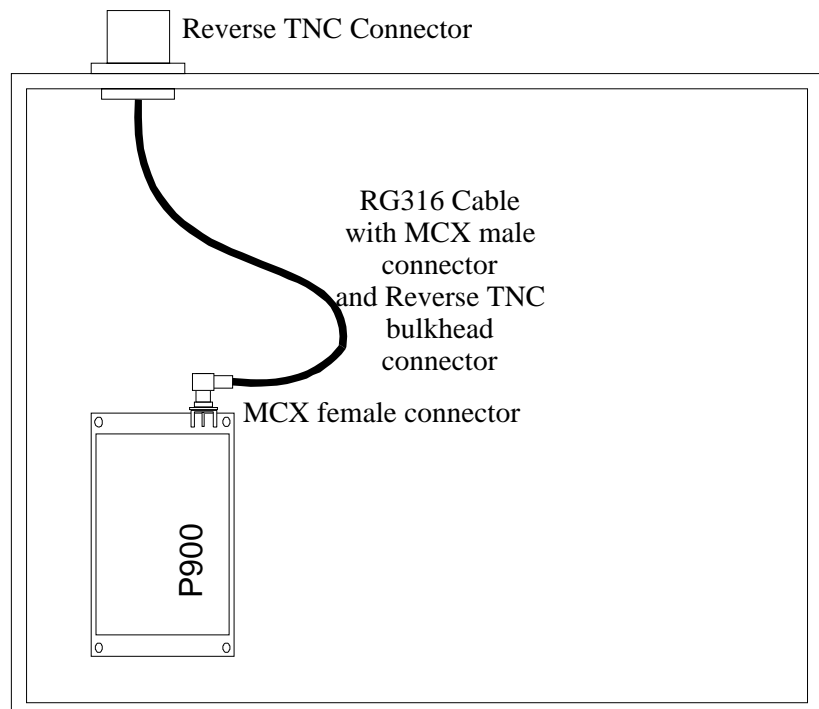 Reverse TNC Connector
RG316 Cable
with MCX male
connector
and Reverse TNC
bulkhead
connector
MCX female connector
P900